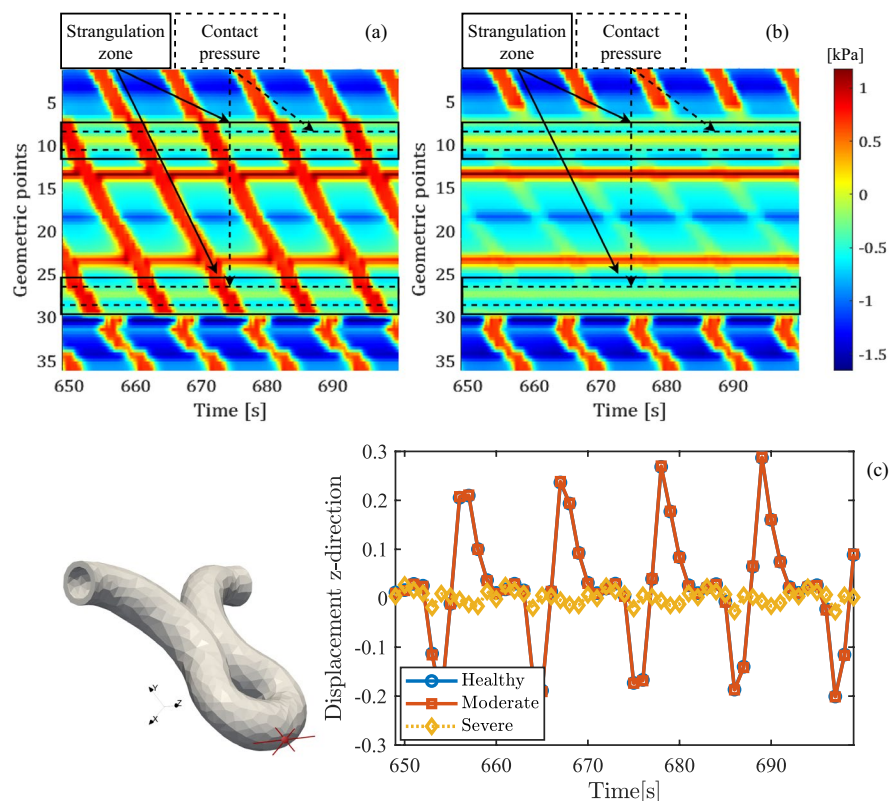 Strangulation
zone
Contact
pressure
(a)
Strangulation
zone
Contact
pressure
(b)
[kPa]
Geometric points
5
10
15
20
25
30
35
650
660
670
680
690
Time [s]
Geometric points
5
10
15
20
25
30
35
650
660
670
680
690
Time [s]
1
0.5
0
-0.5
-1
-1.5
Y
Z
X
(c)
Displacement z-direction
0.3
0.2
0.1
0
-0.1
-0.2
-0.3
Healthy
Moderate
Severe
650
660
670
680
690
Time[s]